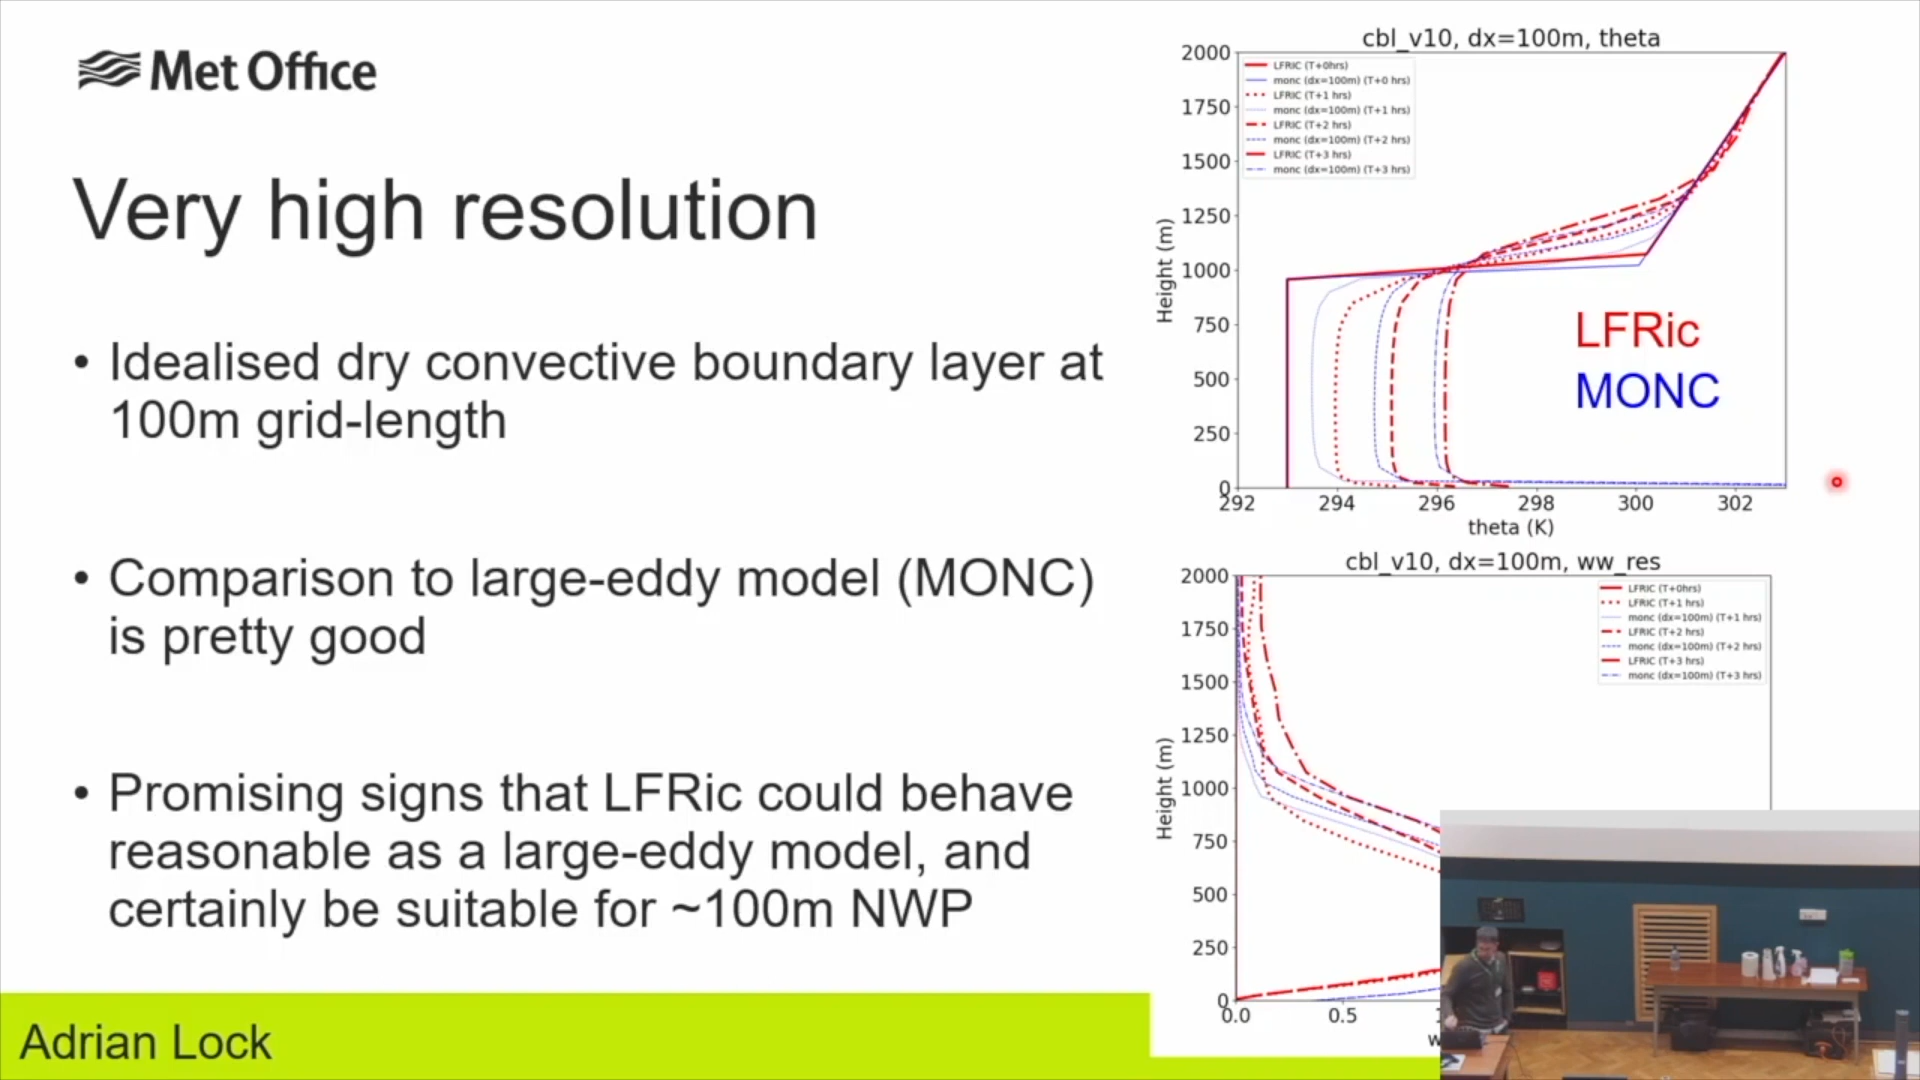 Met Office
Very high resolution
• Idealised dry convective boundary layer at
100m grid-length
• Comparison to large-eddy model (MONC)
is pretty good
• Promising signs that LFRic could behave
reasonable as a large-eddy model, and
certainly be suitable for ~100m NWP
Adrian Lock
cbl_v10, dx=100m, theta
LFRIC (T+0hrs)
monc (dx=100m) (T+0 hrs)
LFRIC (T+1 hrs)
monc (dx=100m) (T+1 hrs)
LFRIC (T+2 hrs)
monc (dx=100m) (T+2 hrs)
LFRIC (T+3 hrs)
monc (dx=100m) (T+3 hrs)
Height (m)
2000
1750
1500
1250
1000
750
500
250
0
LFRic
MONC
292 294 296 298 300 302
theta (K)
cbl_v10, dx=100m, ww_res
LFRIC (T+0hrs)
LFRIC (T+1 hrs)
monc (dx=100m) (T+1 hrs)
LFRIC (T+2 hrs)
monc (dx=100m) (T+2 hrs)
LFRIC (T+3 hrs)
monc (dx=100m) (T+3 hrs)
Height (m)
2000
1750
1500
1250
1000
750
500
250
0
0.0 0.5
w